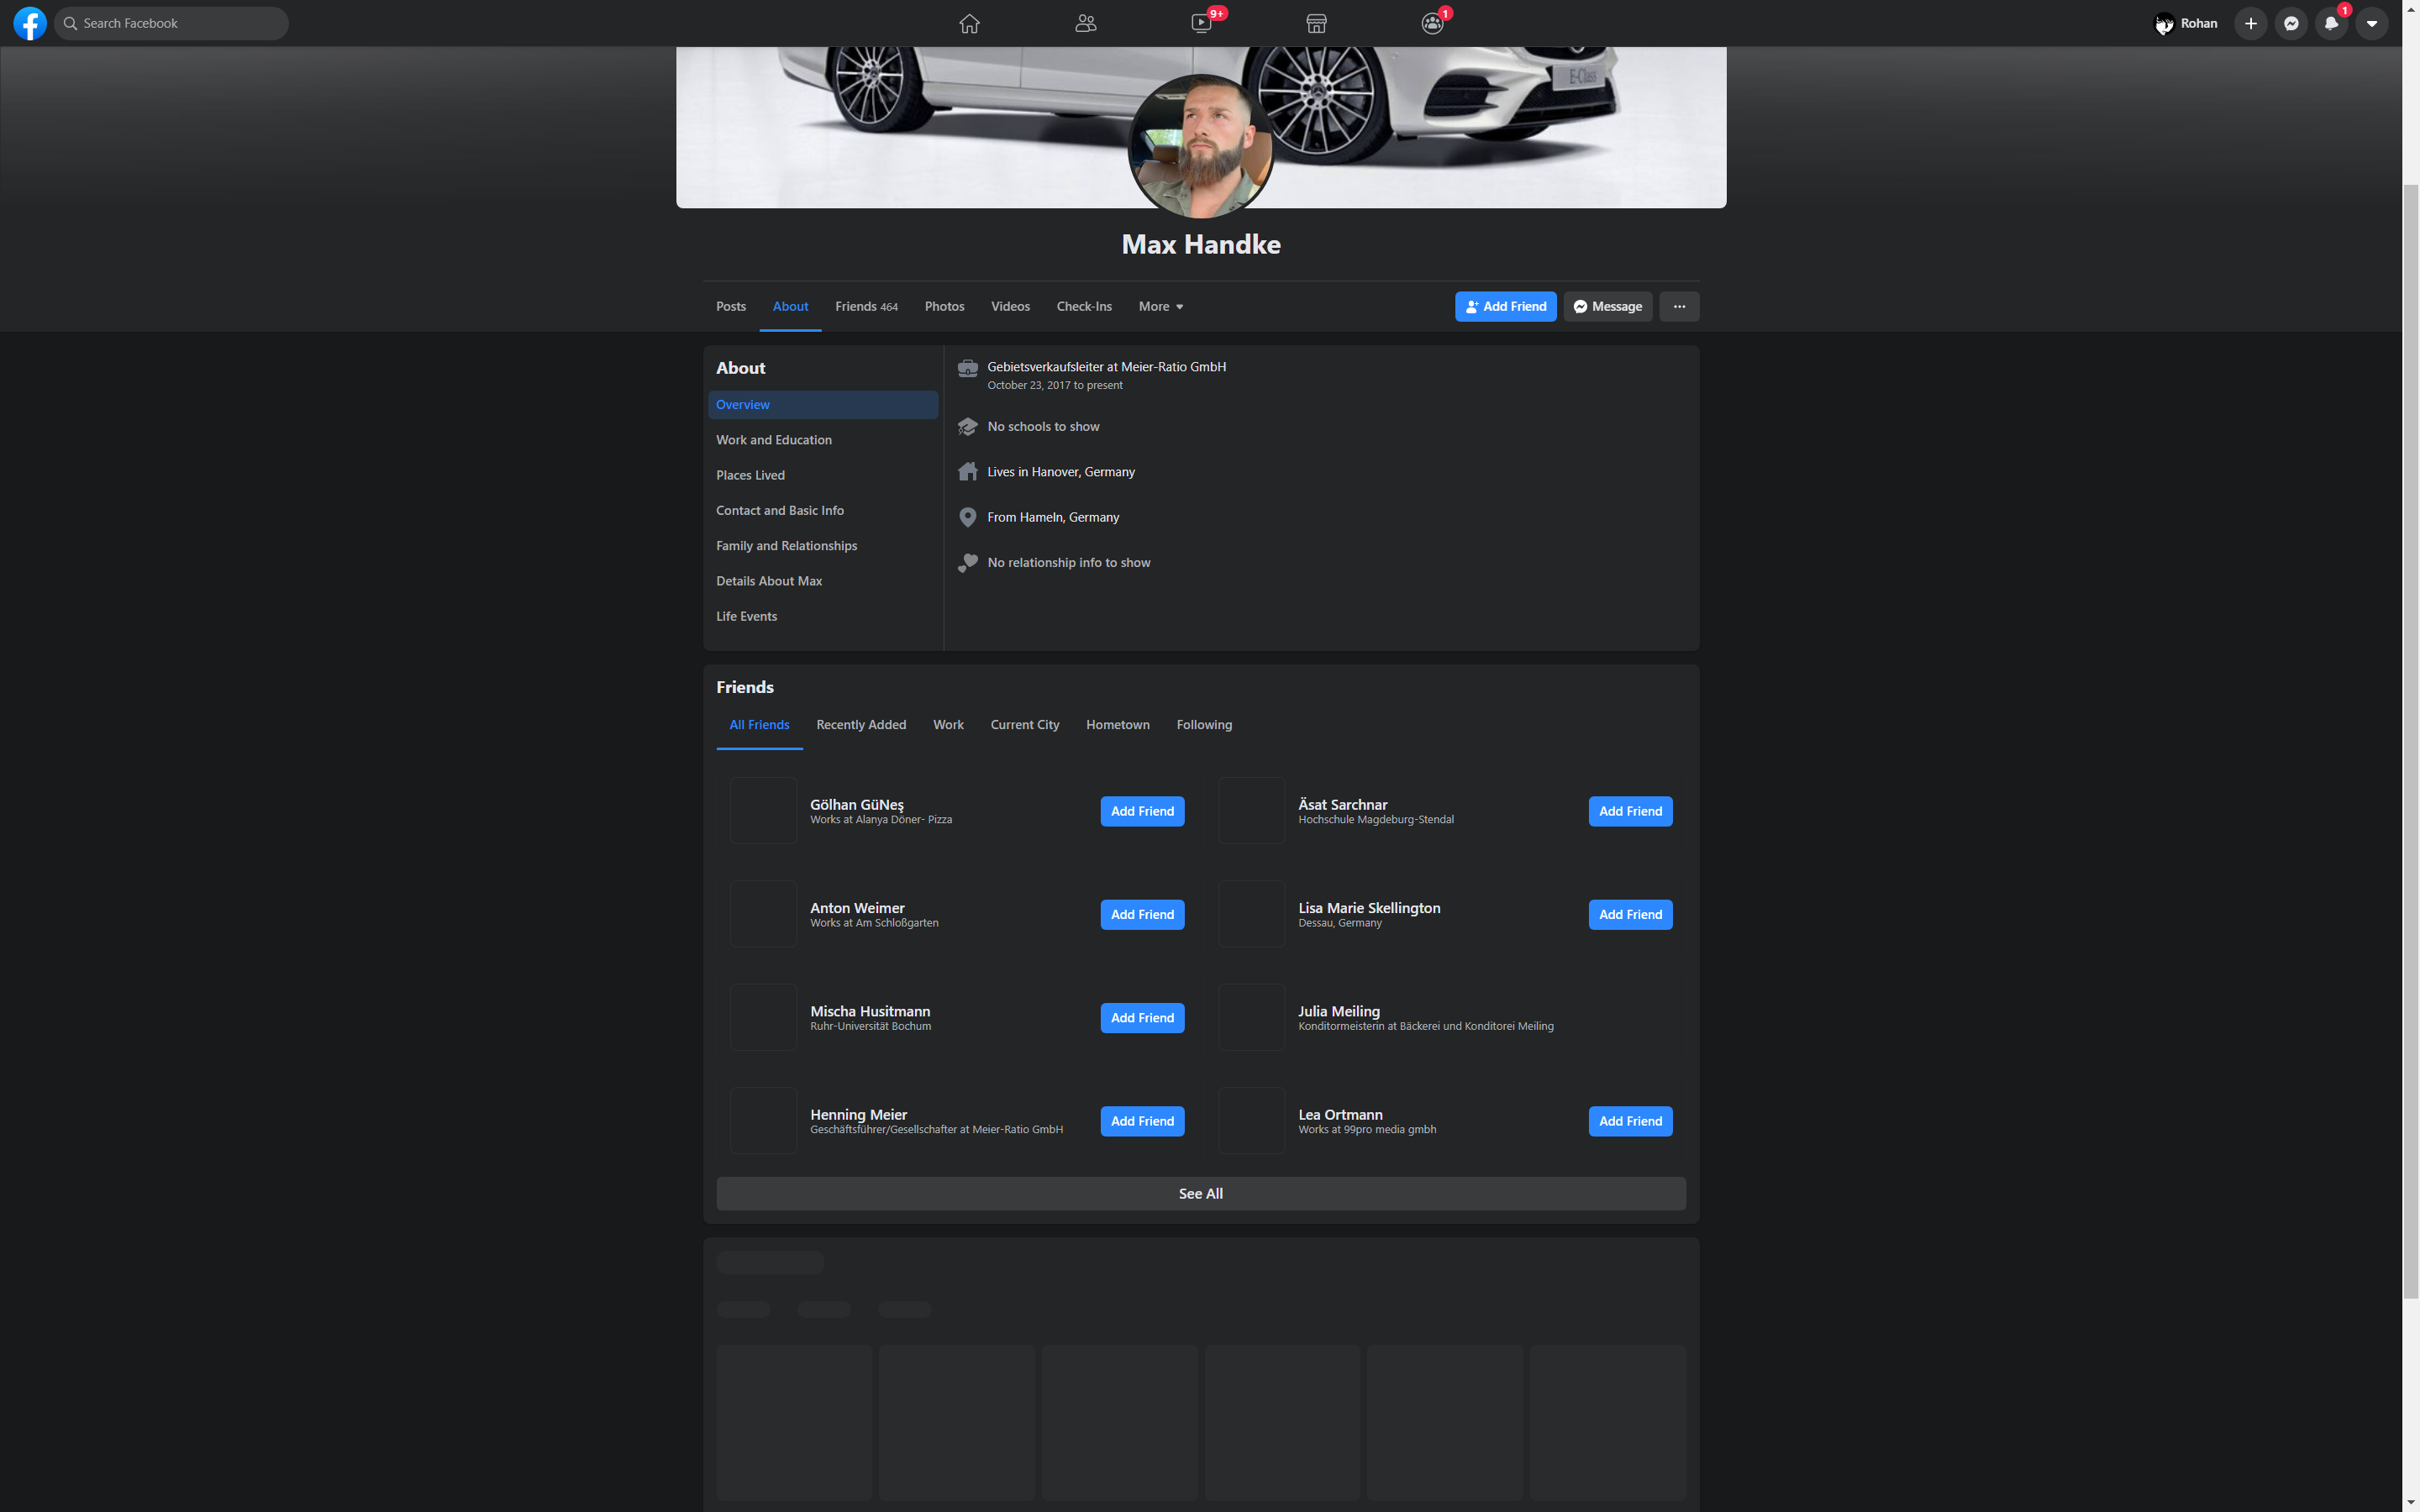 Search Facebook
9+
1
Rohan
1
E-Class
Max Handke
Posts
About
Friends 464
Photos
Videos
Check-Ins
More
Add Friend
Message
About
Overview
Work and Education
Places Lived
Contact and Basic Info
Family and Relationships
Details About Max
Life Events
Gebietsverkaufsleiter at Meier-Ratio GmbH
October 23, 2017 to present
No schools to show
Lives in Hanover, Germany
From Hameln, Germany
No relationship info to show
Friends
All Friends
Recently Added
Work
Current City
Hometown
Following
Gölhan GüNeş
Works at Alanya Döner- Pizza
Add Friend
Äsat Sarchnar
Hochschule Magdeburg-Stendal
Add Friend
Anton Weimer
Works at Am Schloßgarten
Add Friend
Lisa Marie Skellington
Dessau, Germany
Add Friend
Mischa Husitmann
Ruhr-Universität Bochum
Add Friend
Julia Meiling
Konditormeisterin at Bäckerei und Konditorei Meiling
Henning Meier
Geschäftsführer/Gesellschafter at Meier-Ratio GmbH
Add Friend
Lea Ortmann
Works at 99pro media gmbh
Add Friend
See All